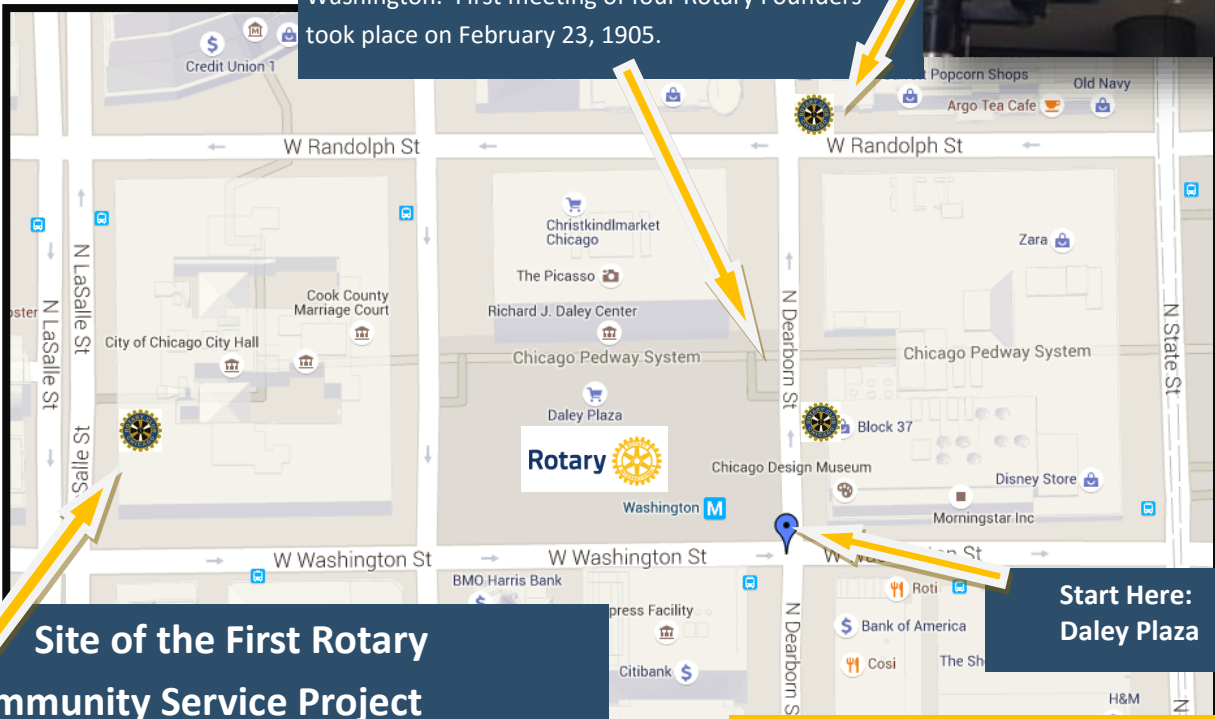 Washington. First meeting of four Rotary Founders
took place on February 23, 1905.
Credit Union 1
Popcorn Shops
Old Navy
Argo Tea Cafe
W Randolph St
W Randolph St
Christkindlmarket
Chicago
Zara
The Picasso
N LaSalle St
N LaSalle St
Cook County
Marriage Court
Richard J. Daley Center
N Dearborn St
N State St
City of Chicago City Hall
Chicago Pedway System
Chicago Pedway System
Daley Plaza
Block 37
Rotary
Chicago Design Museum
Disney Store
Washington M
Morningstar Inc
W Washington St
W Washington St
BMO Harris Bank
Roti
Start Here:
Daley Plaza
Site of the First Rotary
mmunity Service Project
press Facility
N Dearborn S
Bank of America
Citibank
Cosi
The Sh
H&M
N